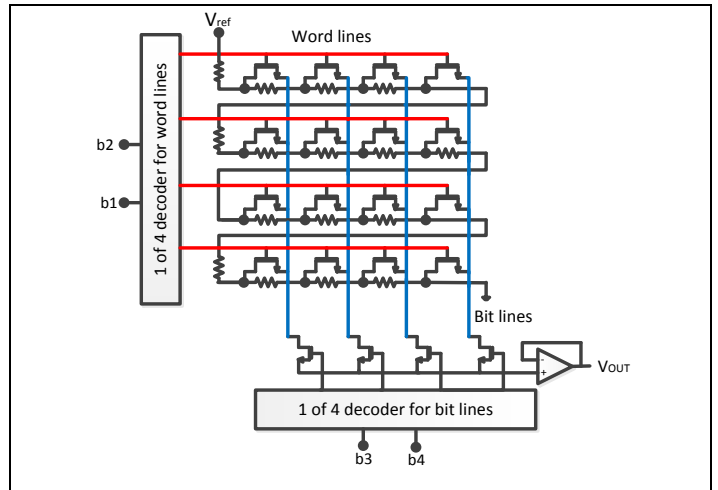 Vref
Word lines
1 of 4 decoder for word lines
b2
b1
Bit lines
-
+
VOUT
1 of 4 decoder for bit lines
b3
b4